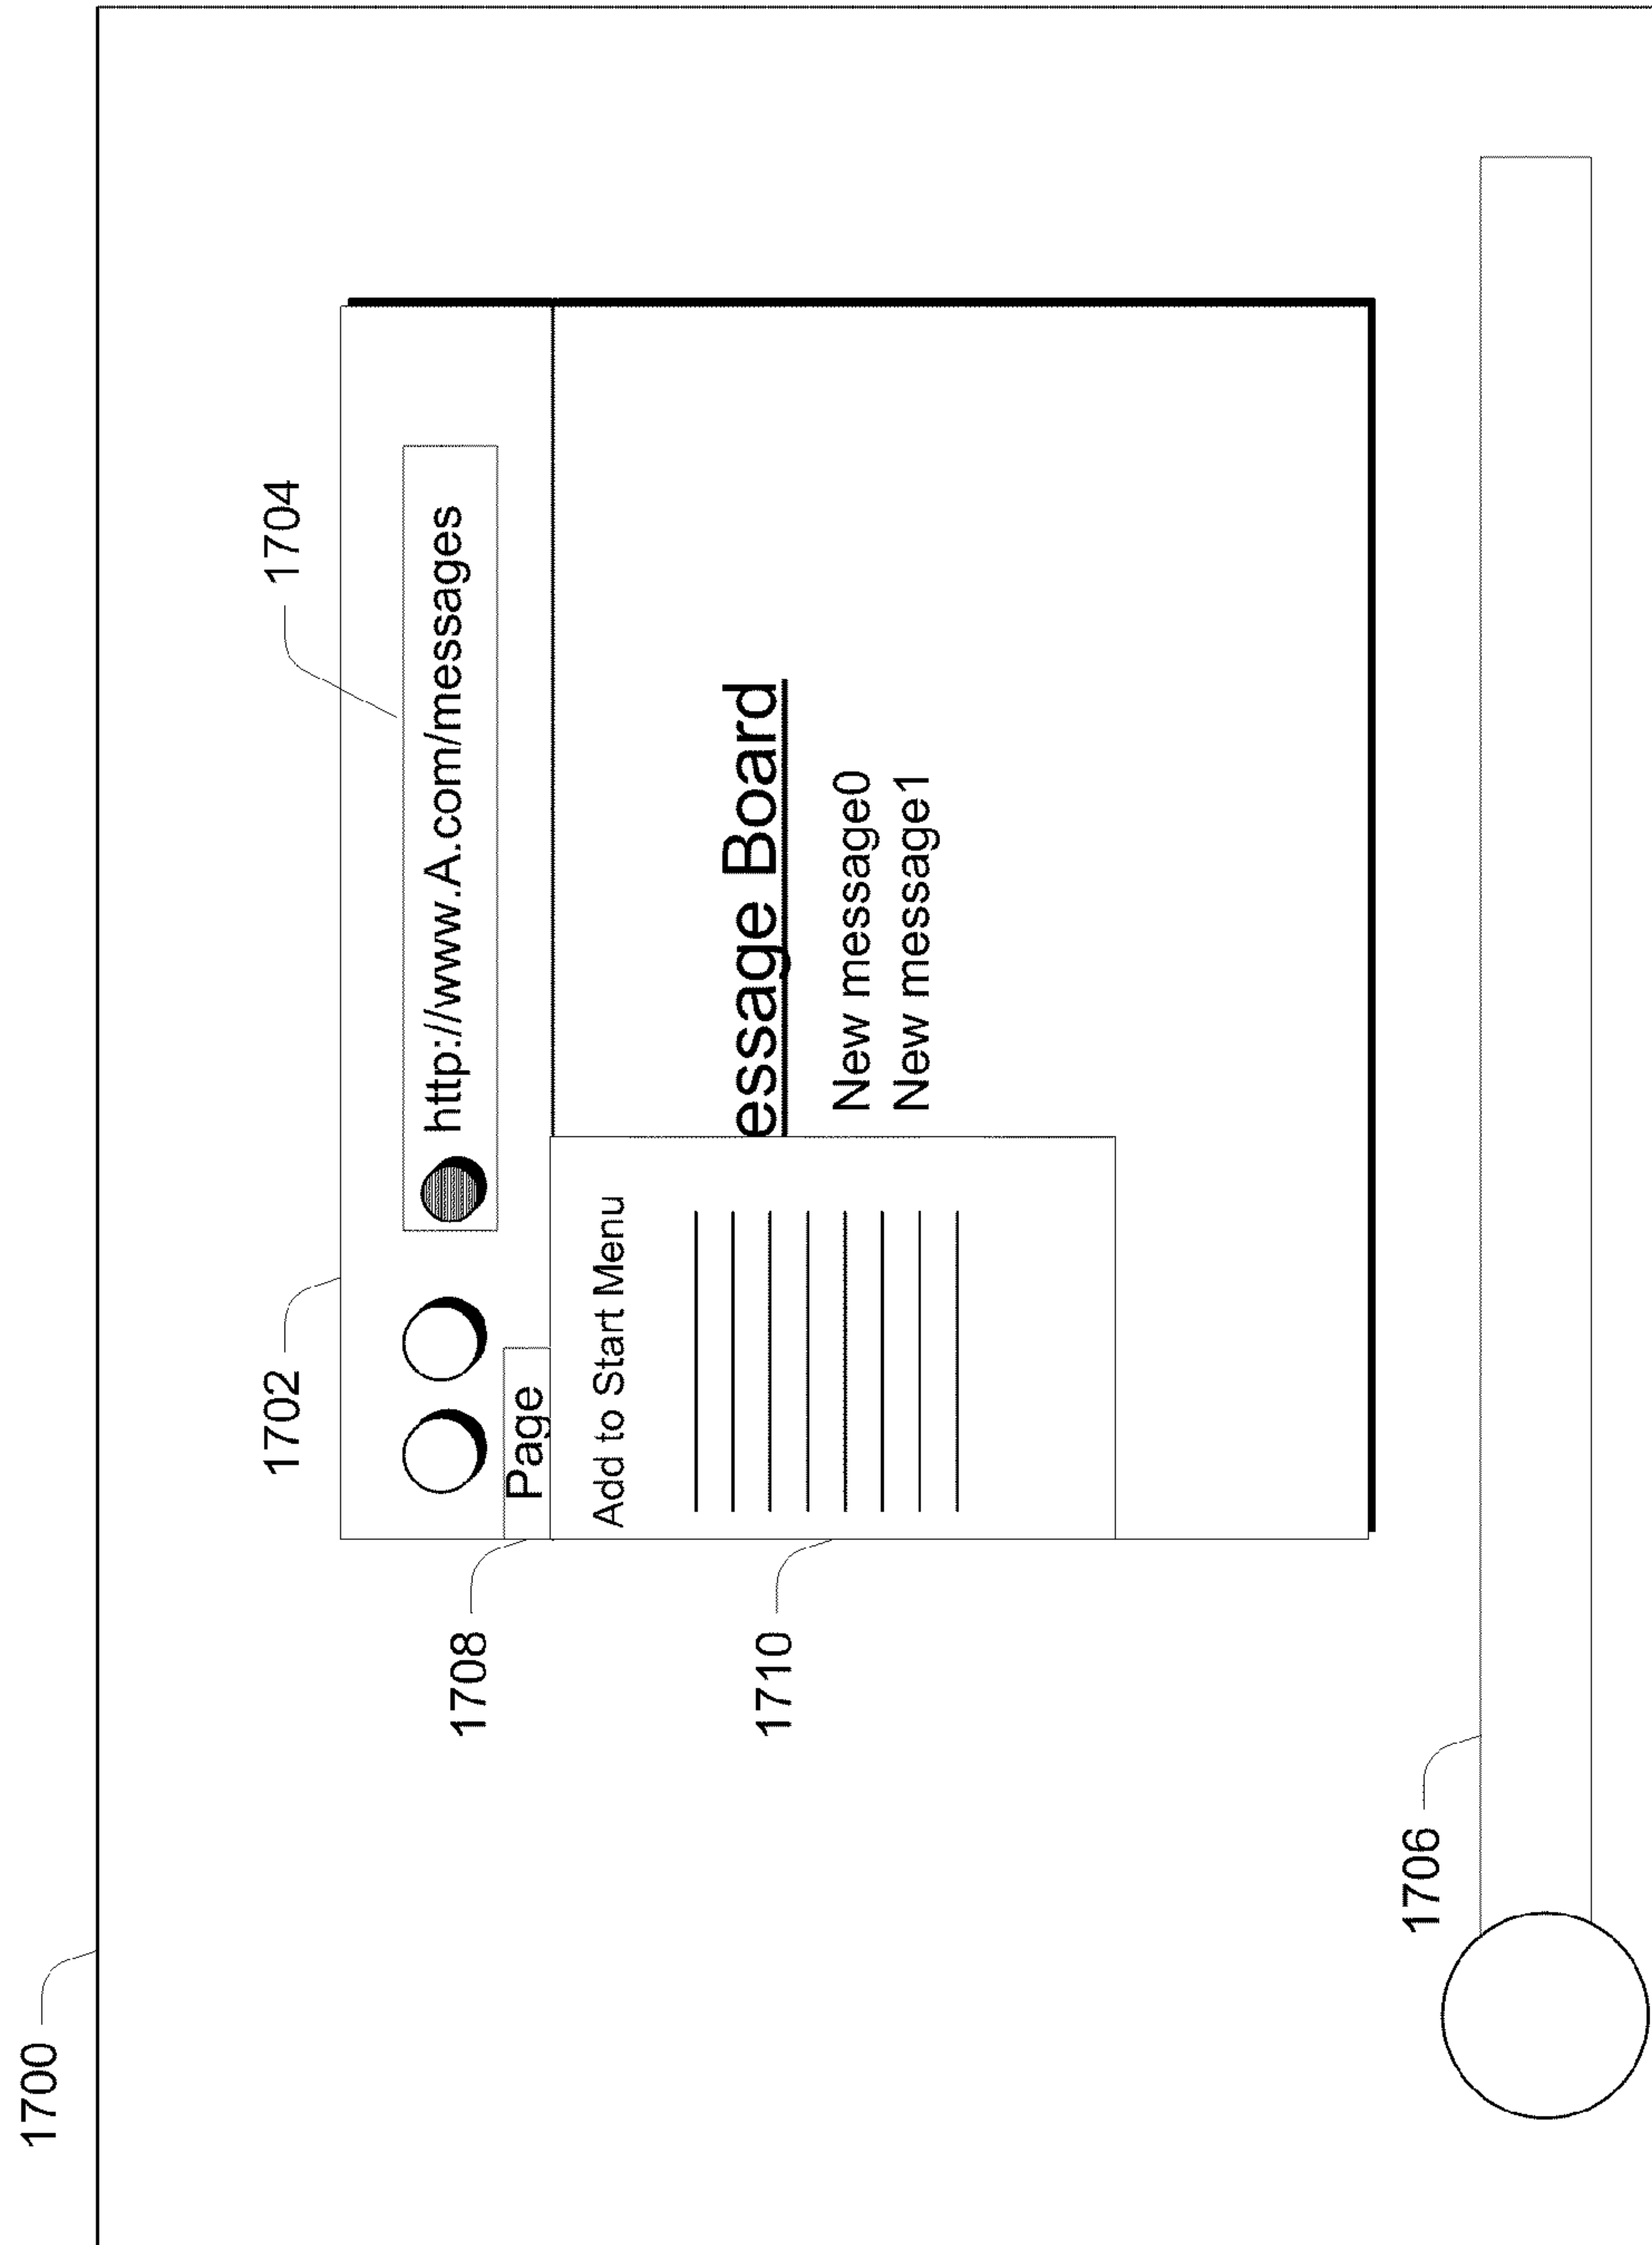 1700
1702
1704
http://www.A.com/messages
1708
Page
Add to Start Menu
1710
essage Board
New message0
New message1
1706